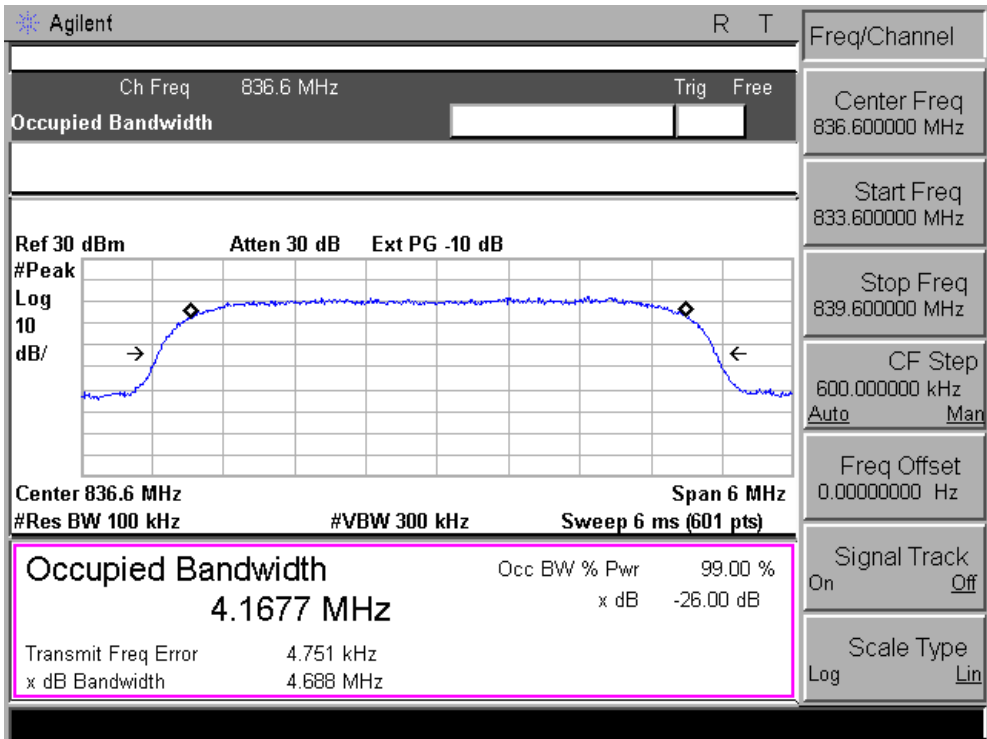 Agilent R T
Freq/Channel
Ch Freq 836.6 MHz Trig Free
Occupied Bandwidth
Center Freq
836.600000 MHz
Start Freq
833.600000 MHz
Ref 30 dBm Atten 30 dB Ext PG -10 dB
#Peak
Log
10
dB/
Stop Freq
839.600000 MHz
CF Step
600.000000 kHz
Auto Man
Center 836.6 MHz Span 6 MHz
#Res BW 100 kHz #VBW 300 kHz Sweep 6 ms (601 pts)
Freq Offset
0.00000000 Hz
Occupied Bandwidth
4.1677 MHz
Occ BW % Pwr 99.00 %
x dB -26.00 dB
Transmit Freq Error 4.751 kHz
x dB Bandwidth 4.688 MHz
Signal Track
On Off
Scale Type
Log Lin